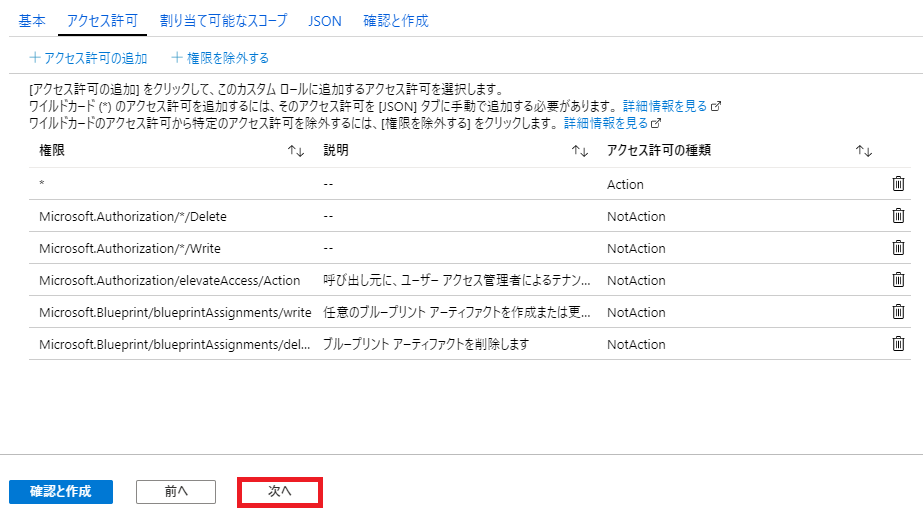 基本 アクセス許可 割り当て可能なスコープ JSON 確認と作成
+ アクセス許可の追加 + 権限を除外する
[アクセス許可の追加] をクリックして、このカスタム ロールに追加するアクセス許可を選択します。
ワイルドカード (*) のアクセス許可を追加するには、そのアクセス許可を [JSON] タブに手動で追加する必要があります。 詳細情報を見る
ワイルドカードのアクセス許可から特定のアクセス許可を除外するには、[権限を除外する] をクリックします。 詳細情報を見る
権限 ↑↓ 説明 ↑↓ アクセス許可の種類 ↑↓
* -- Action
Microsoft.Authorization/*/Delete -- NotAction
Microsoft.Authorization/*/Write -- NotAction
Microsoft.Authorization/elevateAccess/Action 呼び出し元に、ユーザー アクセス管理者によるテナン... NotAction
Microsoft.Blueprint/blueprintAssignments/write 任意のブループリント アーティファクトを作成または更... NotAction
Microsoft.Blueprint/blueprintAssignments/del... ブループリント アーティファクトを削除します NotAction
確認と作成 前へ 次へ